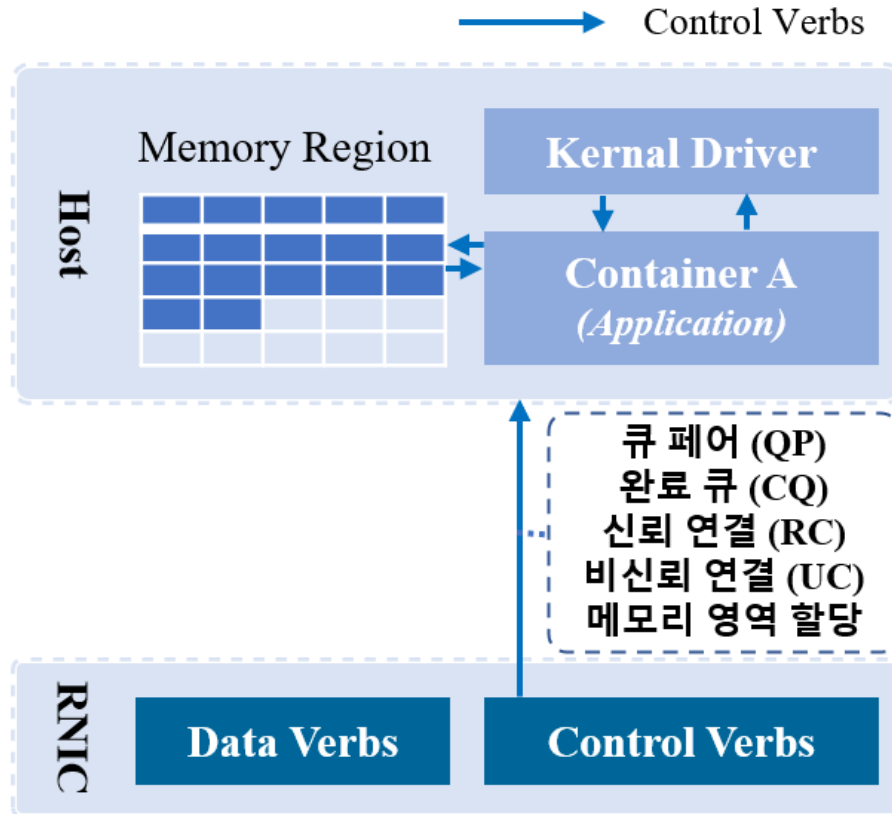 Control Verbs
Host
Memory Region
Kernal Driver
Container A
(Application)
큐 페어 (QP)
완료 큐 (CQ)
신뢰 연결 (RC)
비신뢰 연결 (UC)
메모리 영역 할당
RNIC
Data Verbs
Control Verbs